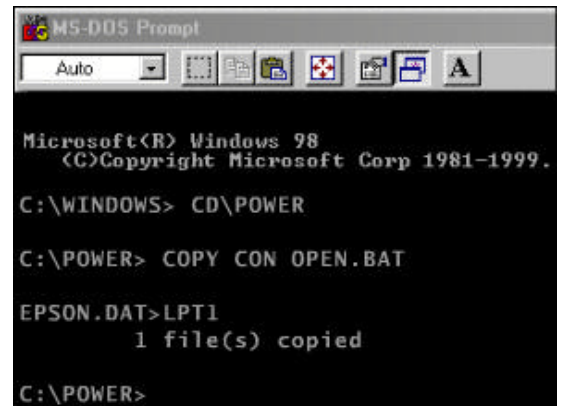 MS-DOS Prompt
Auto
A
Microsoft(R) Windows 98
(C)Copyright Microsoft Corp 1981-1999.
C:\WINDOWS> CD\POWER
C:\POWER> COPY CON OPEN.BAT
EPSON.DAT>LPT1
1 file(s) copied
C:\POWER>